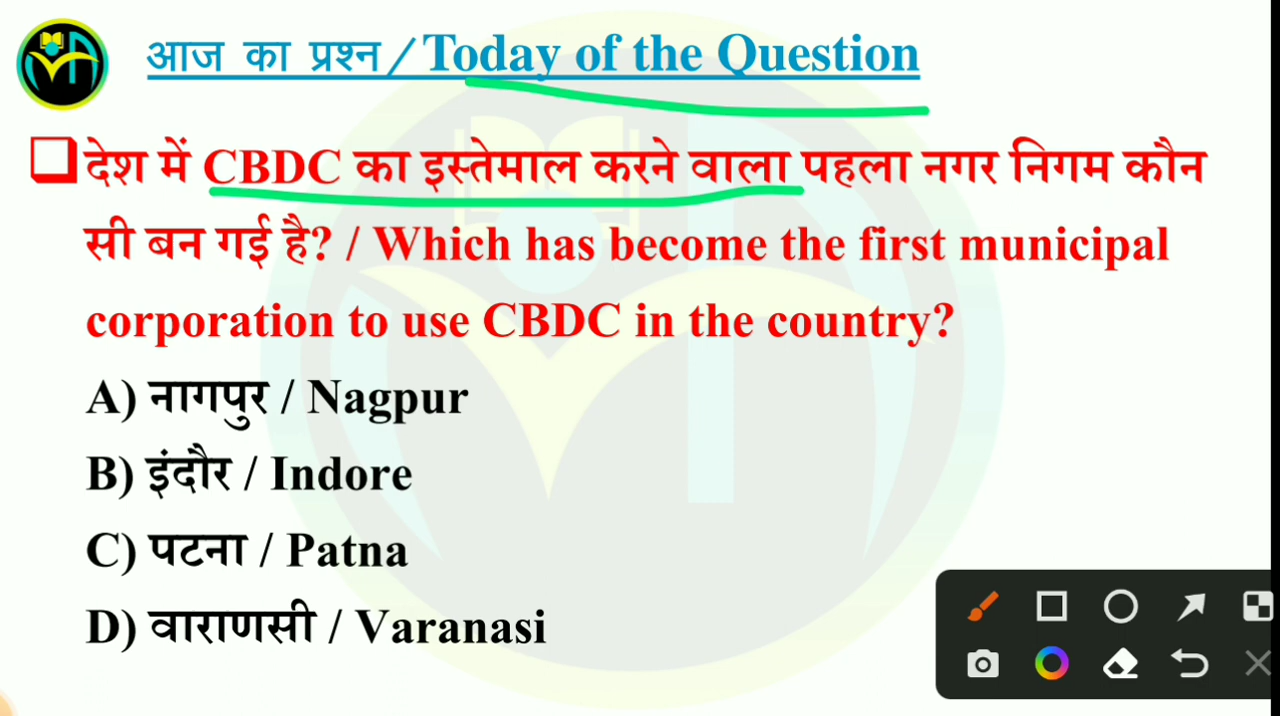 आज का प्रश्न / Today of the Question
देश में CBDC का इस्तेमाल करने वाला पहला नगर निगम कौन
सी बन गई है? / Which has become the first municipal
corporation to use CBDC in the country?
A) नागपुर / Nagpur
B) इंदौर / Indore
C) पटना / Patna
D) वाराणसी / Varanasi